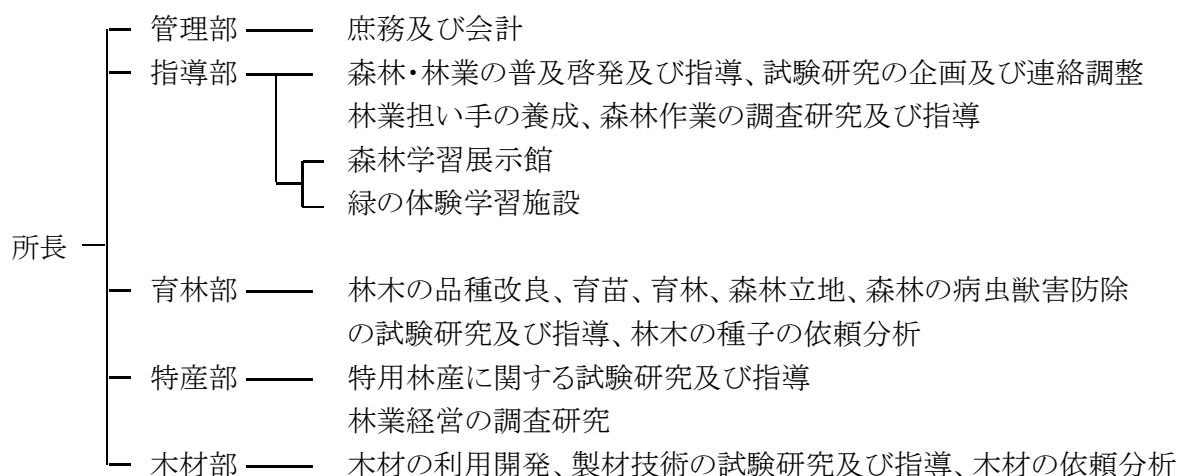 管理部 庶務及び会計
指導部 森林・林業の普及啓発及び指導、試験研究の企画及び連絡調整
林業担い手の養成、森林作業の調査研究及び指導
森林学習展示館
緑の体験学習施設
所長
育林部 林木の品種改良、育苗、育林、森林立地、森林の病虫獣害防除
の試験研究及び指導、林木の種子の依頼分析
特産部 特用林産に関する試験研究及び指導
林業経営の調査研究
木材部 木材の利用開発、製材技術の試験研究及び指導、木材の依頼分析